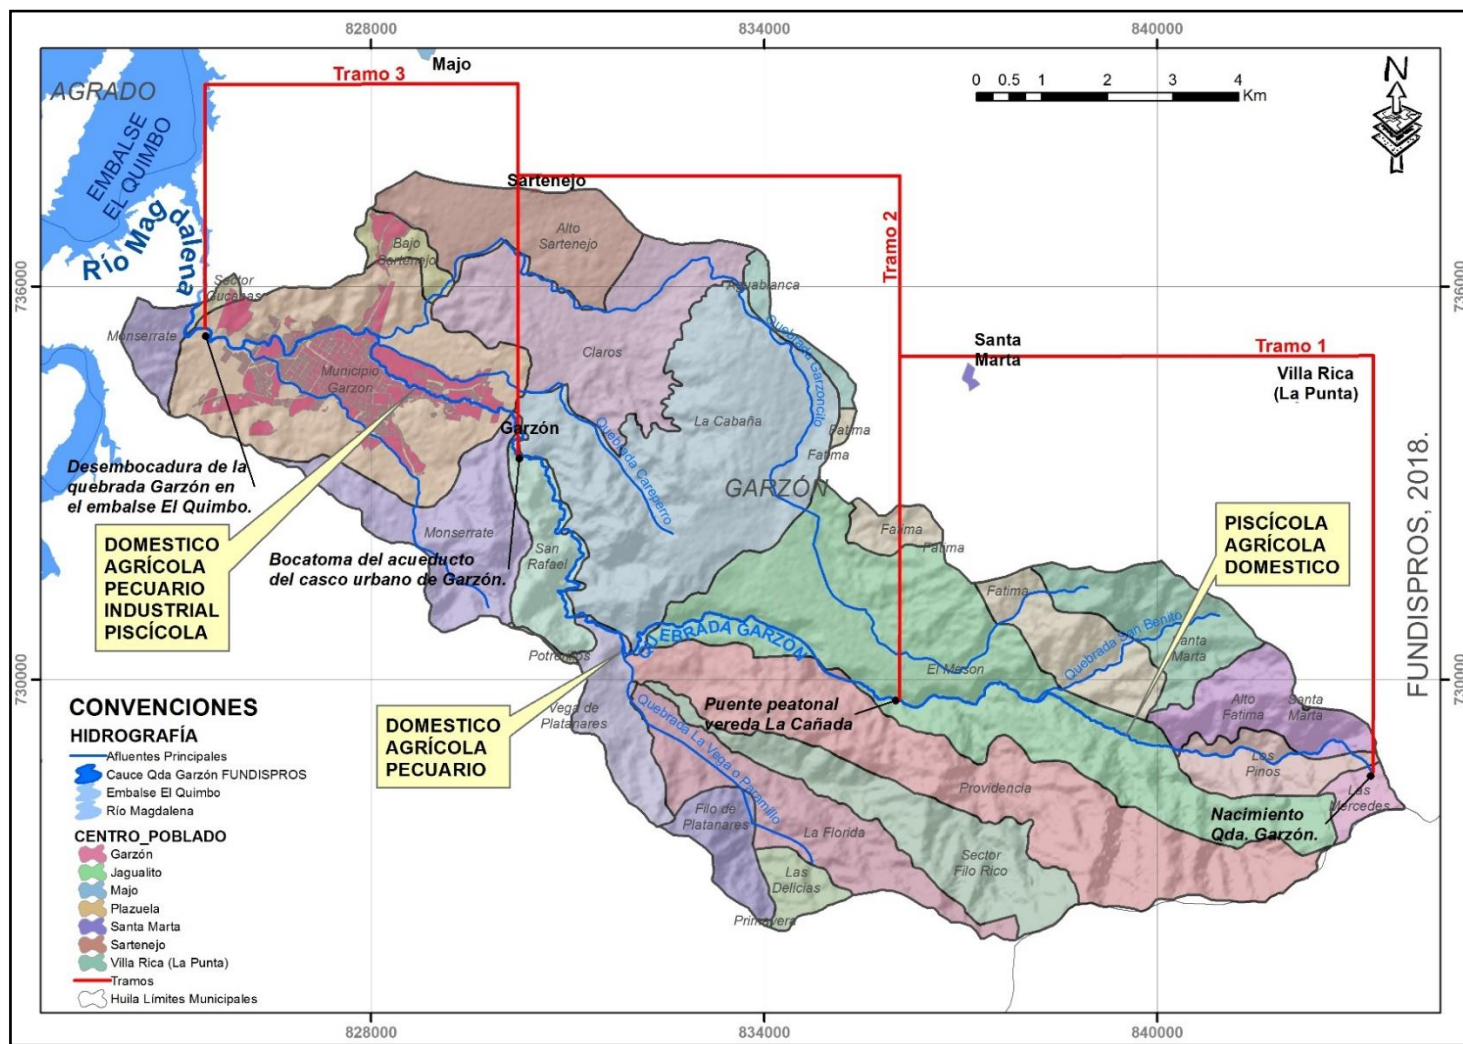 828000
834000
840000
Tramo 3
Majo
0 0.5 1 2 3 4
Km
N
AGRADO
EMBALSE
EL QUIMBO
Río Magdalena
Sartenejo
Tramo 2
Alto
Sartenejo
Bajo
Sartenejo
736000
736000
Sector
Aguablanca
Monserrate
Quebrada Garzoncito
Claros
Santa
Marta
Tramo 1
Villa Rica
(La Punta)
Municipio
Garzon
La Cabaña
Garzón
Quebrada Careperro
Fatima
Fatima
Desembocadura de la
quebrada Garzón en
el embalse El Quimbo.
GARZÓN
FUNDISPROS, 2018.
DOMESTICO
AGRÍCOLA
PECUARIO
INDUSTRIAL
PISCÍCOLA
Monserrate
San
Rafael
Bocatoma del acueducto
del casco urbano de Garzón.
Fatima
Fatima
PISCÍCOLA
AGRÍCOLA
DOMESTICO
Fatima
QUEBRADA GARZÓN
Quebrada San Benito
Santa
Marta
Potrerillos
El Meson
730000
730000
CONVENCIONES
HIDROGRAFÍA
Afluentes Principales
Cauce Qda Garzón FUNDISPROS
Embalse El Quimbo
Río Magdalena
CENTRO_POBLADO
Garzón
Jagualito
Majo
Plazuela
Santa Marta
Sartenejo
Villa Rica (La Punta)
Tramos
Huila Límites Municipales
Vega de
Platanares
DOMESTICO
AGRÍCOLA
PECUARIO
Quebrada La Vega o Paramillo
Puente peatonal
vereda La Cañada
Alto
Fatima
Santa
Marta
Los
Pinos
Las
Mercedes
Providencia
Nacimiento
Qda. Garzón.
Filo de
Platanares
La Florida
Sector
Filo Rico
Las
Delicias
Primavera
828000
834000
840000